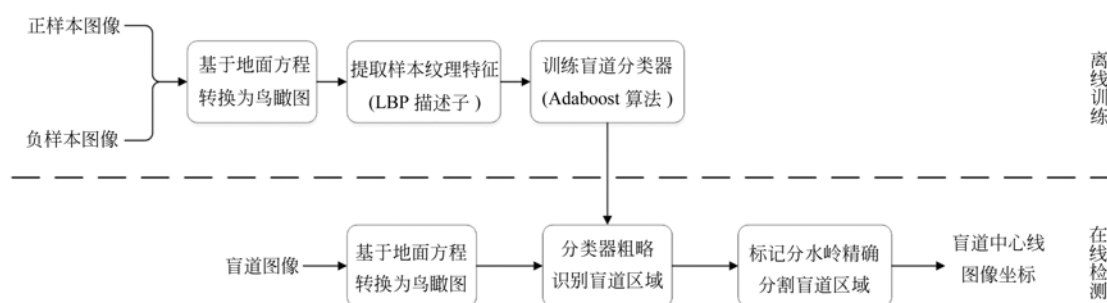 正样本图像
负样本图像
基于地面方程
转换为鸟瞰图
提取样本纹理特征
(LBP 描述子 )
训练盲道分类器
(Adaboost 算法 )
离线训练
盲道图像
基于地面方程
转换为鸟瞰图
分类器粗略
识别盲道区域
标记分水岭精确
分割盲道区域
盲道中心线
图像坐标
在线检测